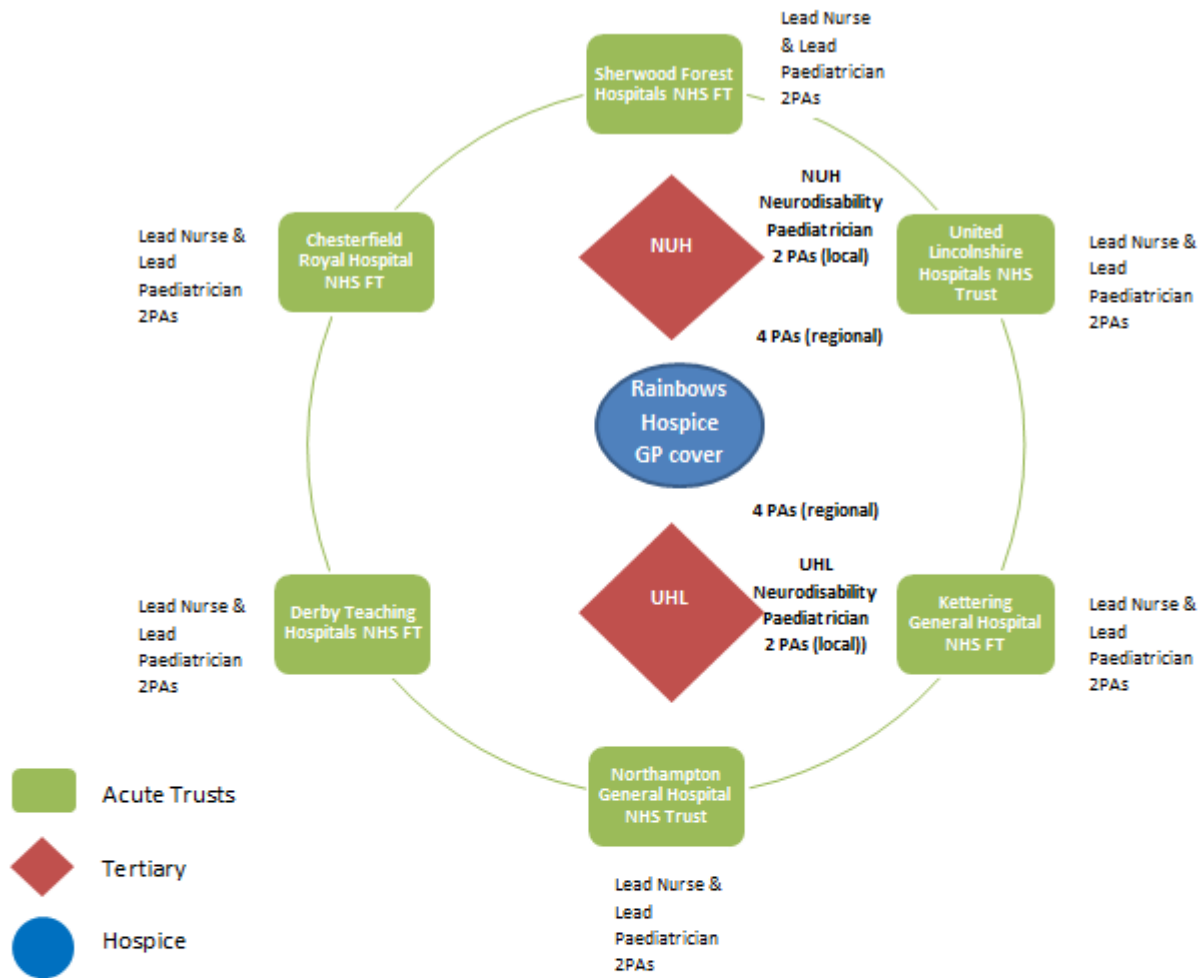 Lead Nurse
& Lead
Paediatrician
2PAs
Sherwood Forest
Hospitals NHS FT
NUH
Neurodisability
Paediatrician
2 PAs (local)
4 PAs (regional)
NUH
Lead Nurse &
Lead
Paediatrician
2PAs
Chesterfield
Royal Hospital
NHS FT
United
Lincolnshire
Hospitals NHS
Trust
Lead Nurse &
Lead
Paediatrician
2PAs
Rainbows
Hospice
GP cover
4 PAs (regional)
UHL
Neurodisability
Paediatrician
2 PAs (local))
UHL
Lead Nurse &
Lead
Paediatrician
2PAs
Derby Teaching
Hospitals NHS FT
Kettering
General Hospital
NHS FT
Lead Nurse &
Lead
Paediatrician
2PAs
Northampton
General Hospital
NHS Trust
Lead Nurse &
Lead
Paediatrician
2PAs
Acute Trusts
Tertiary
Hospice